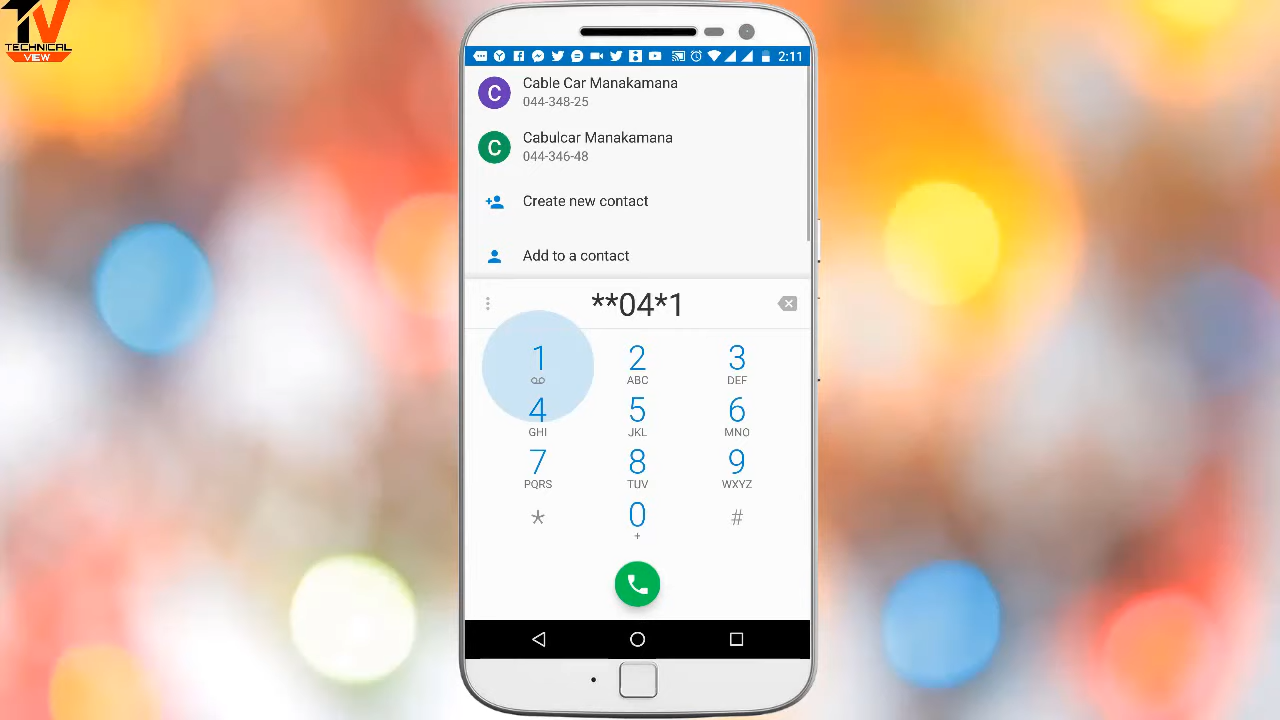 TV
TECHNICAL
VIEW
2:11
C
Cable Car Manakamana
044-348-25
C
Cabulcar Manakamana
044-346-48
Create new contact
Add to a contact
**04*1
1 2 3
ABC DEF
4 5 6
GHI JKL MNO
7 8 9
PQRS TUV WXYZ
* 0 #
+